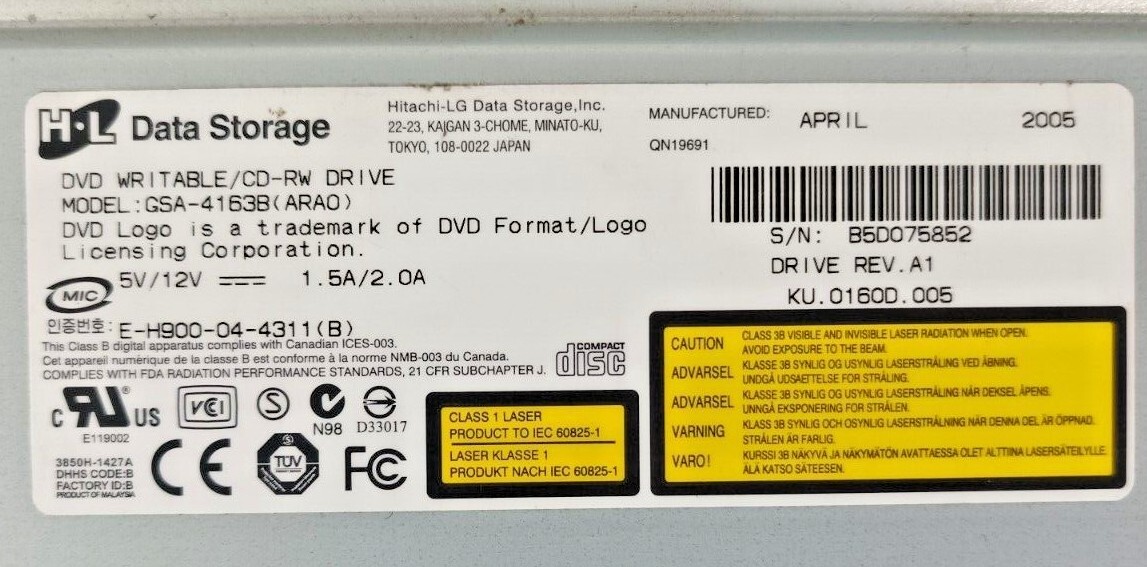 H·L Data Storage
Hitachi-LG Data Storage,Inc.
22-23, KAJGAN 3-CHOME, MINATO-KU,
TOKYO, 108-0022 JAPAN
MANUFACTURED: APRIL 2005
QN19691
DVD WRITABLE/CD-RW DRIVE
MODEL:GSA-4163B(ARAO)
DVD Logo is a trademark of DVD Format/Logo
Licensing Corporation.
5V/12V 1.5A/2.0A
MIC
인증번호: E-H900-04-4311(B)
This Class B digital apparatus complies with Canadian ICES-003.
Cet appareil numérique de la classe B est conforme à la norme NMB-003 du Canada.
COMPLIES WITH FDA RADIATION PERFORMANCE STANDARDS, 21 CFR SUBCHAPTER J.
COMPACT
disc
S/N: B5D075852
DRIVE REV.A1
KU.0160D.005
c RU® US
E119002
VCI
S
N98
D33017
3850H-1427A
DHHS CODE:B
FACTORY ID:B
PRODUCT OF MALAYSIA
CE
TÜV
FC
CLASS 1 LASER
PRODUCT TO IEC 60825-1
LASER KLASSE 1
PRODUKT NACH IEC 60825-1
CAUTION CLASS 3B VISIBLE AND INVISIBLE LASER RADIATION WHEN OPEN.
AVOID EXPOSURE TO THE BEAM.
ADVARSEL KLASSE 3B SYNLIG OG USYNLIG LASERSTRÅLING VED ÅBNING.
UNDGÅ UDSAETTELSE FOR STRÅLING.
ADVARSEL KLASSE 3B SYNLIG OG USYNLIG LASERSTRÅLING NÅR DEKSEL ÅPENS.
UNNGÅ EKSPONERING FOR STRÅLEN.
VARNING KLASS 3B SYNLIG OCH OSYNLIG LASERSTRÅLNING NÄR DENNA DEL ÄR ÖPPNAD.
STRÅLEN ÄR FARLIG.
VARO! KURSSI 3B NÄKYVÄ JA NÄKYMÄTÖN AVATTAESSA OLET ALTTIINA LASERSÄTEILYLLE.
ÄLÄ KATSO SÄTEESEN.